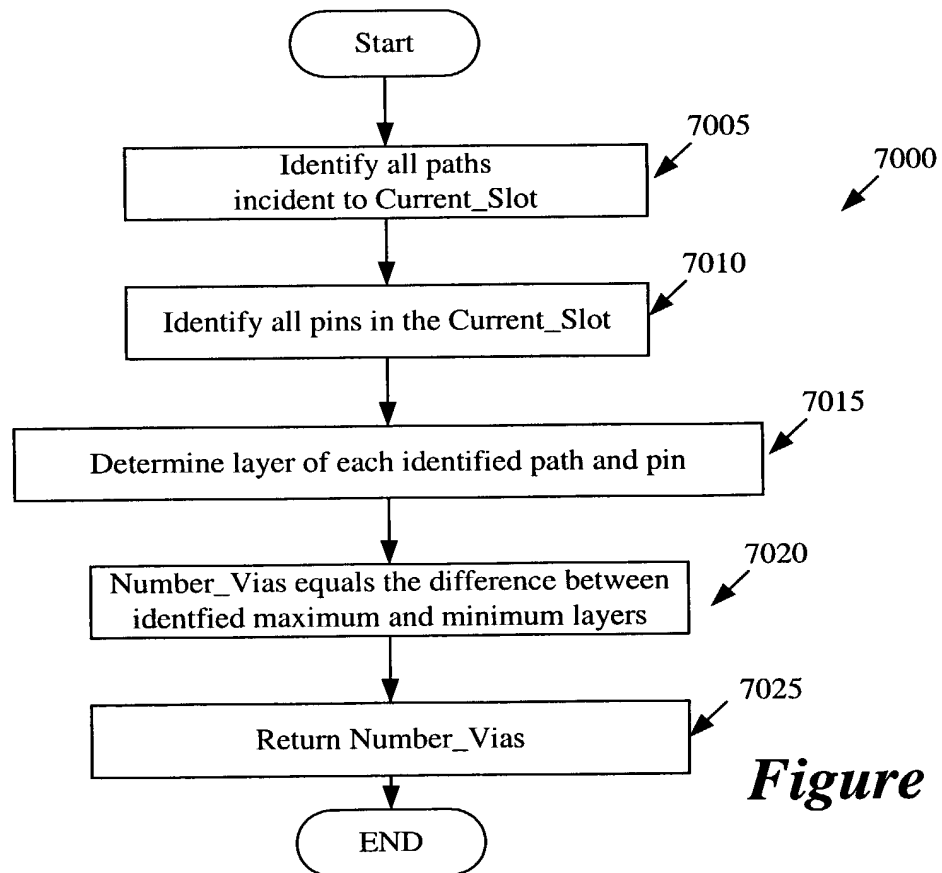 Start
7005
Identify all paths
incident to Current_Slot
7000
7010
Identify all pins in the Current_Slot
7015
Determine layer of each identified path and pin
7020
Number_Vias equals the difference between
identfied maximum and minimum layers
7025
Return Number_Vias
Figure
END